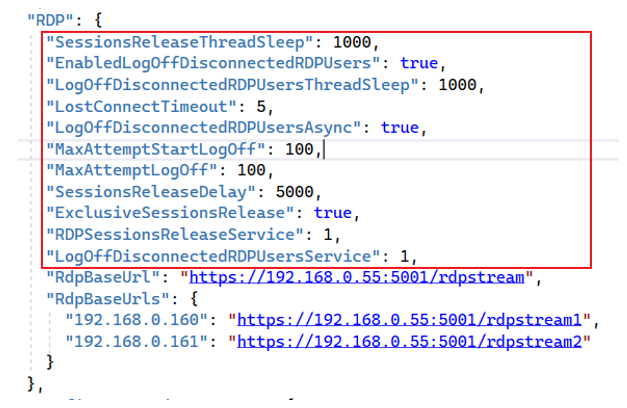 "RDP": {
"SessionsReleaseThreadSleep": 1000,
"EnabledLogOffDisconnectedRDPUsers": true,
"LogOffDisconnectedRDPUsersThreadSleep": 1000,
"LostConnectTimeout": 5,
"LogOffDisconnectedRDPUsersAsync": true,
"MaxAttemptStartLogOff": 100,
"MaxAttemptLogOff": 100,
"SessionsReleaseDelay": 5000,
"ExclusiveSessionsRelease": true,
"RDPSessionsReleaseService": 1,
"LogOffDisconnectedRDPUsersService": 1,
"RdpBaseUrl": "https://192.168.0.55:5001/rdpstream",
"RdpBaseUrls": {
"192.168.0.160": "https://192.168.0.55:5001/rdpstream1",
"192.168.0.161": "https://192.168.0.55:5001/rdpstream2"
}
},